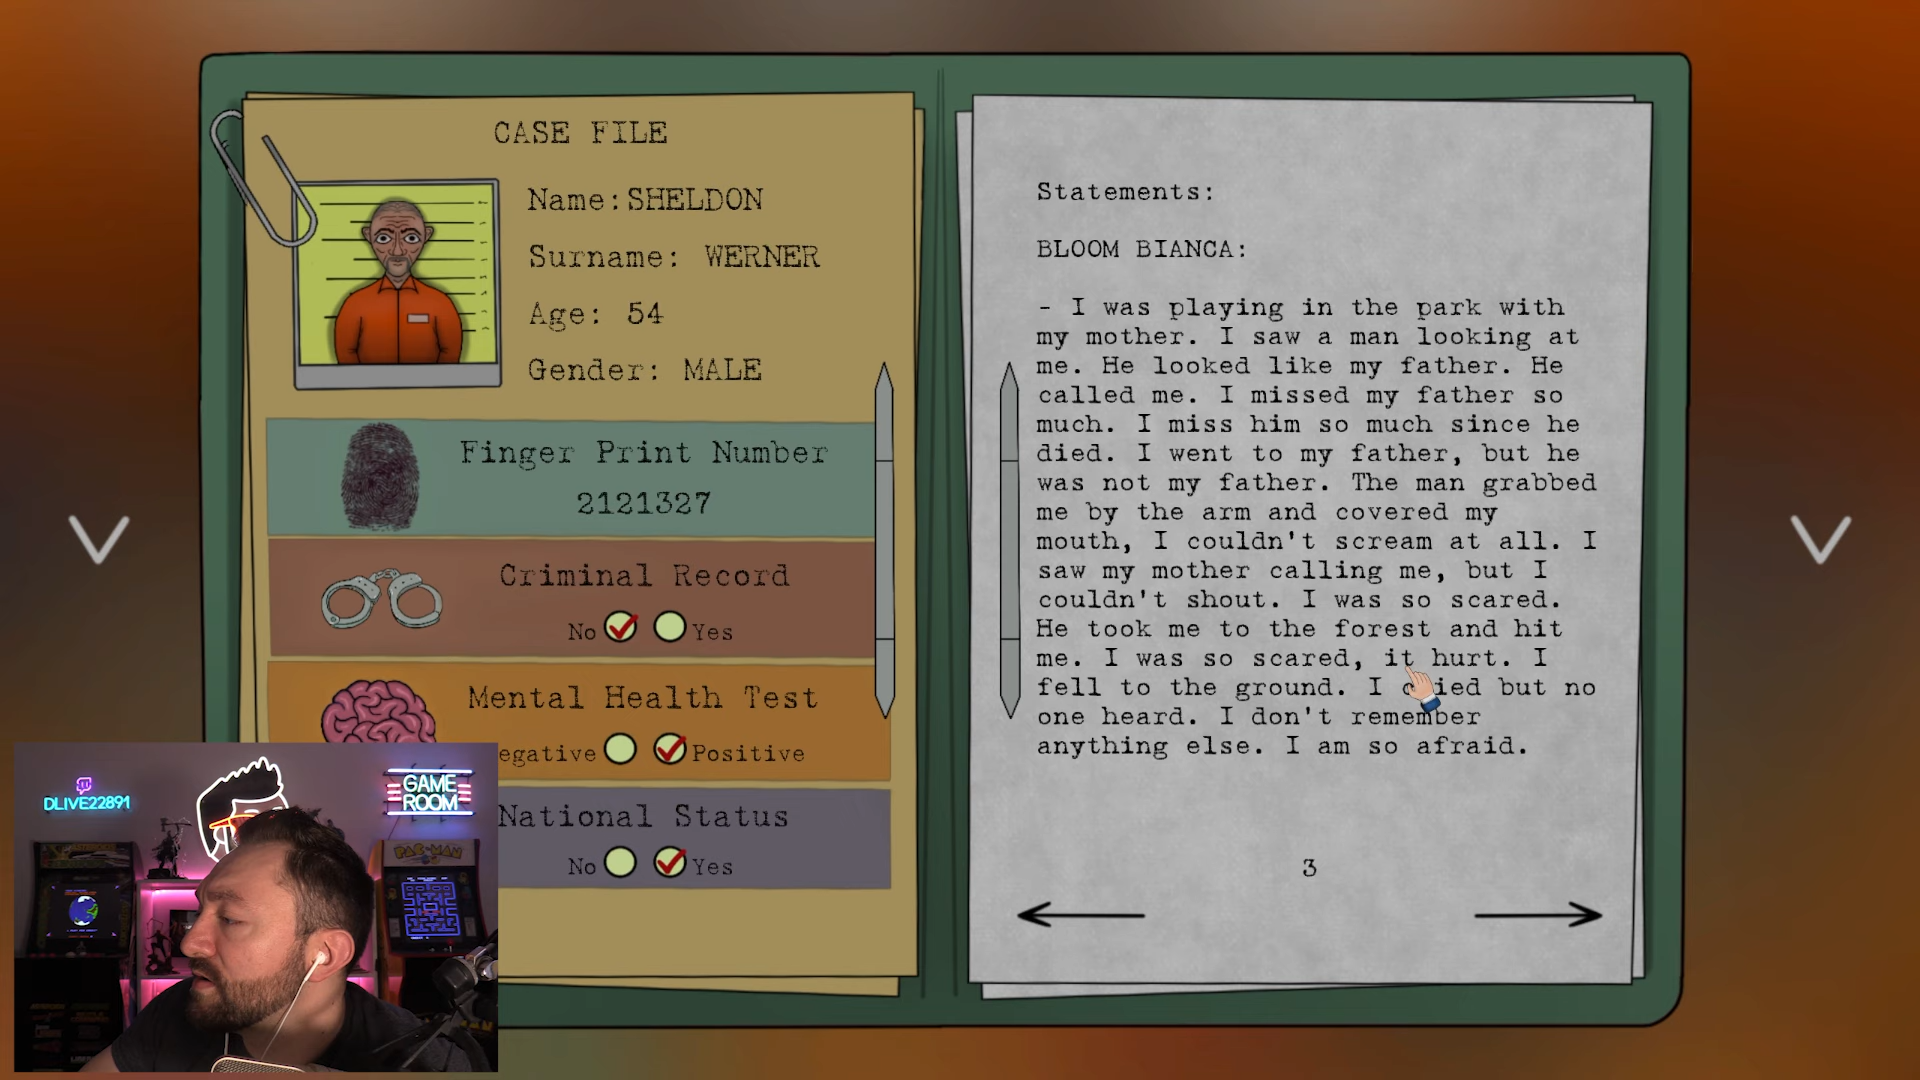 CASE FILE
Name: SHELDON
Surname: WERNER
Age: 54
Gender: MALE
Finger Print Number
2121327
Criminal Record
No Yes
Mental Health Test
egative Positive
National Status
No Yes
Statements:
BLOOM BIANCA:
- I was playing in the park with
my mother. I saw a man looking at
me. He looked like my father. He
called me. I missed my father so
much. I miss him so much since he
died. I went to my father, but he
was not my father. The man grabbed
me by the arm and covered my
mouth, I couldn't scream at all. I
saw my mother calling me, but I
couldn't shout. I was so scared.
He took me to the forest and hit
me. I was so scared, it hurt. I
fell to the ground. I cried but no
one heard. I don't remember
anything else. I am so afraid.
3
DLIVE22891
GAME
ROOM
PAC-MAN